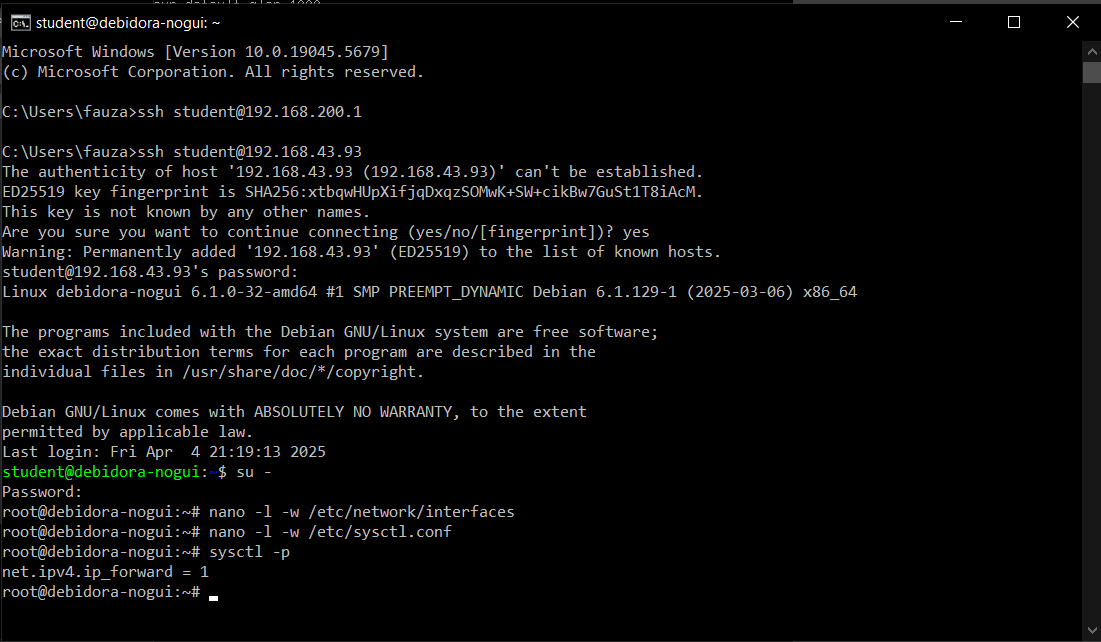 student@debidora-nogui: ~
Microsoft Windows [Version 10.0.19045.5679]
(c) Microsoft Corporation. All rights reserved.
C:\Users\fauza>ssh student@192.168.200.1
C:\Users\fauza>ssh student@192.168.43.93
The authenticity of host '192.168.43.93 (192.168.43.93)' can't be established.
ED25519 key fingerprint is SHA256:xtbqwHUpXifjqDxqzSOMwK+SW+cikBw7GuSt1T8iAcM.
This key is not known by any other names.
Are you sure you want to continue connecting (yes/no/[fingerprint])? yes
Warning: Permanently added '192.168.43.93' (ED25519) to the list of known hosts.
student@192.168.43.93's password:
Linux debidora-nogui 6.1.0-32-amd64 #1 SMP PREEMPT_DYNAMIC Debian 6.1.129-1 (2025-03-06) x86_64
The programs included with the Debian GNU/Linux system are free software;
the exact distribution terms for each program are described in the
individual files in /usr/share/doc/*/copyright.
Debian GNU/Linux comes with ABSOLUTELY NO WARRANTY, to the extent
permitted by applicable law.
Last login: Fri Apr  4 21:19:13 2025
student@debidora-nogui:~$ su -
Password:
root@debidora-nogui:~# nano -l -w /etc/network/interfaces
root@debidora-nogui:~# nano -l -w /etc/sysctl.conf
root@debidora-nogui:~# sysctl -p
net.ipv4.ip_forward = 1
root@debidora-nogui:~#